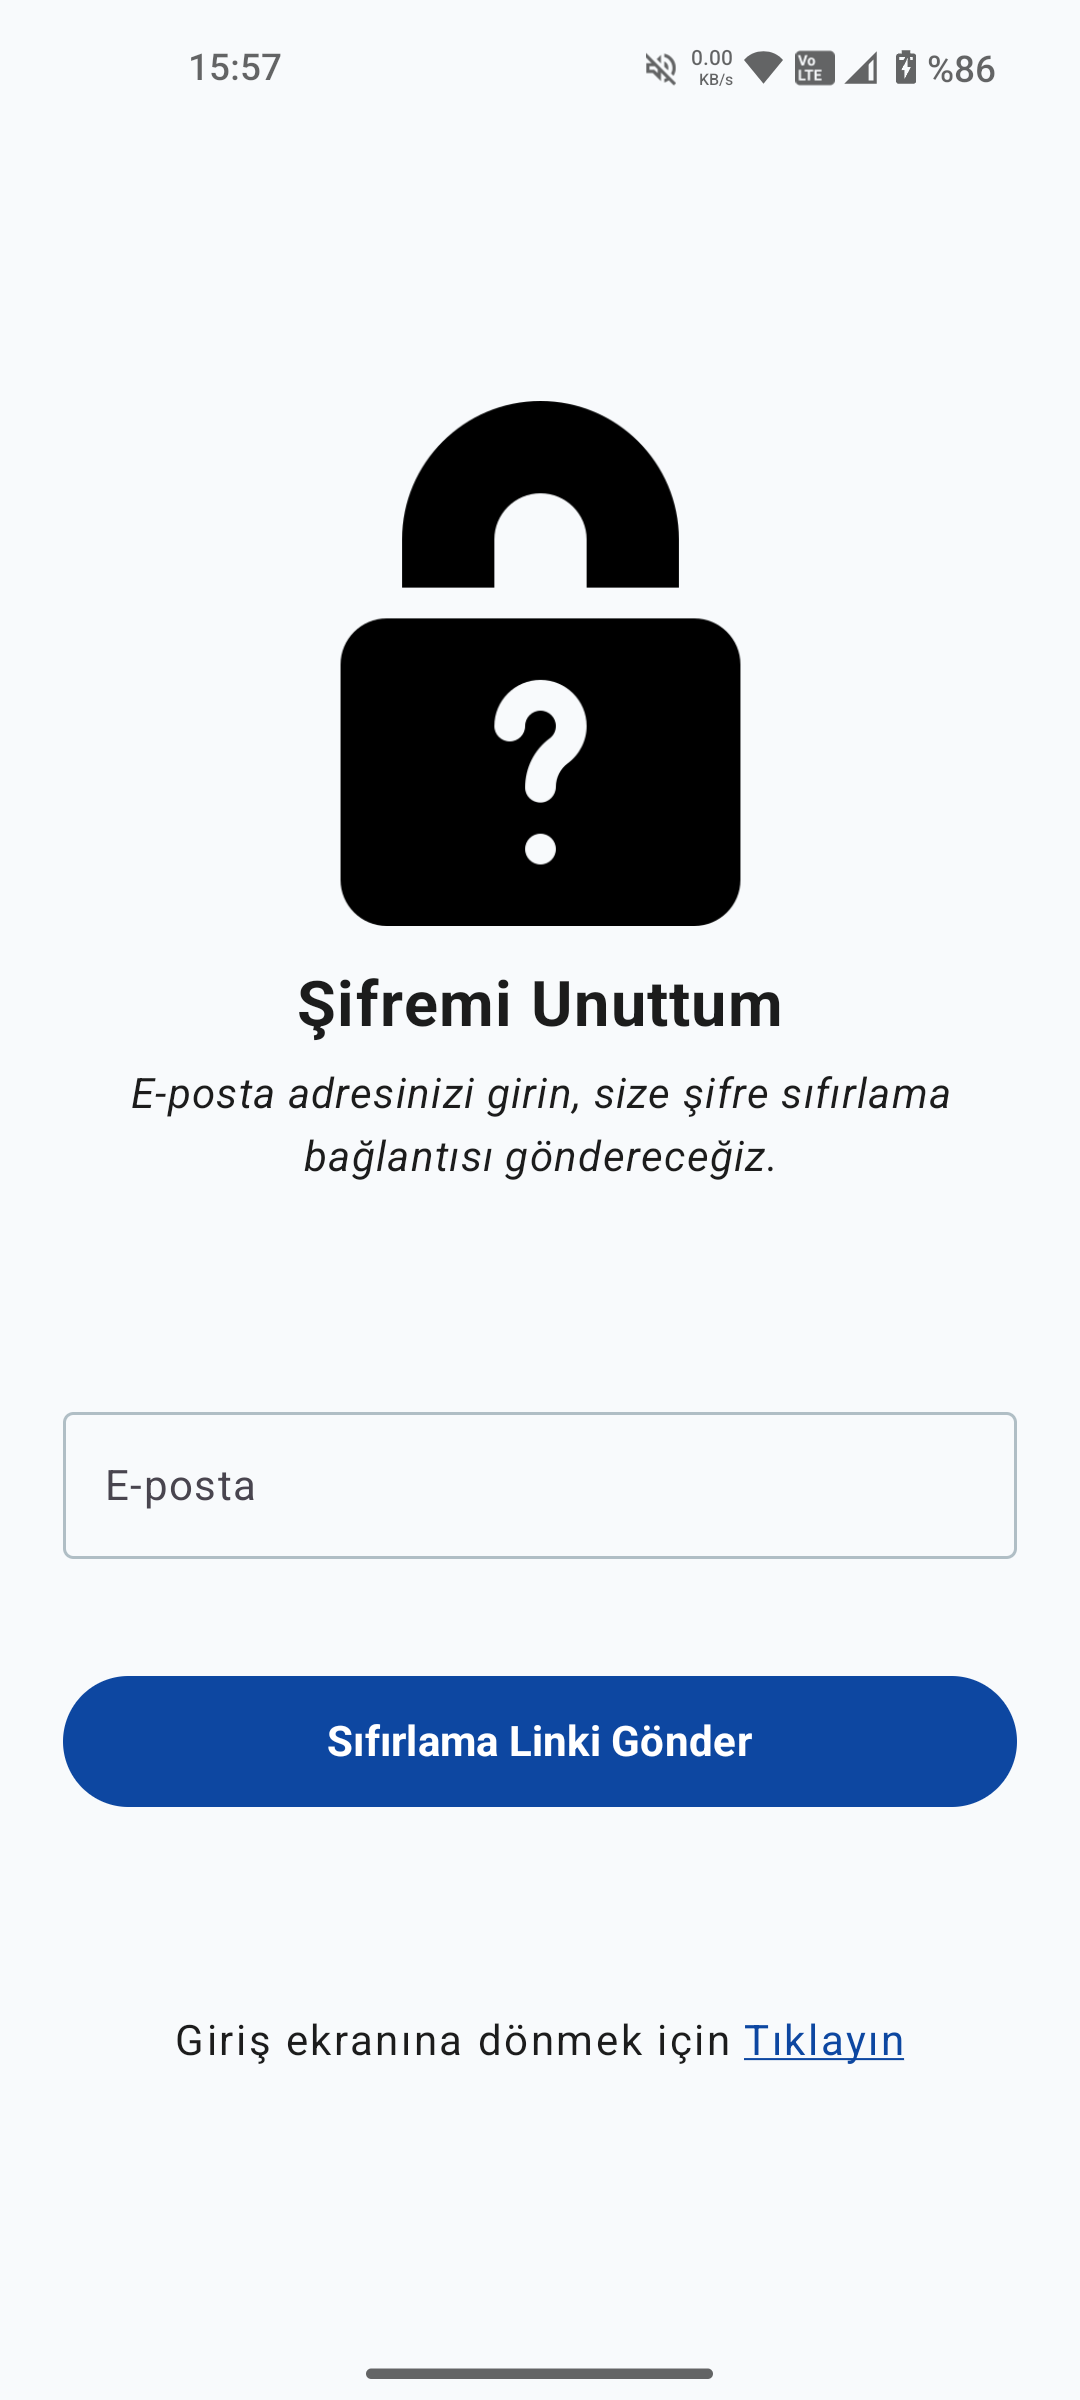 15:57
0.00
KB/s
Vo
LTE
%86
?
Şifremi Unuttum
E-posta adresinizi girin, size şifre sıfırlama
bağlantısı göndereceğiz.
E-posta
Sıfırlama Linki Gönder
Giriş ekranına dönmek için Tıklayın